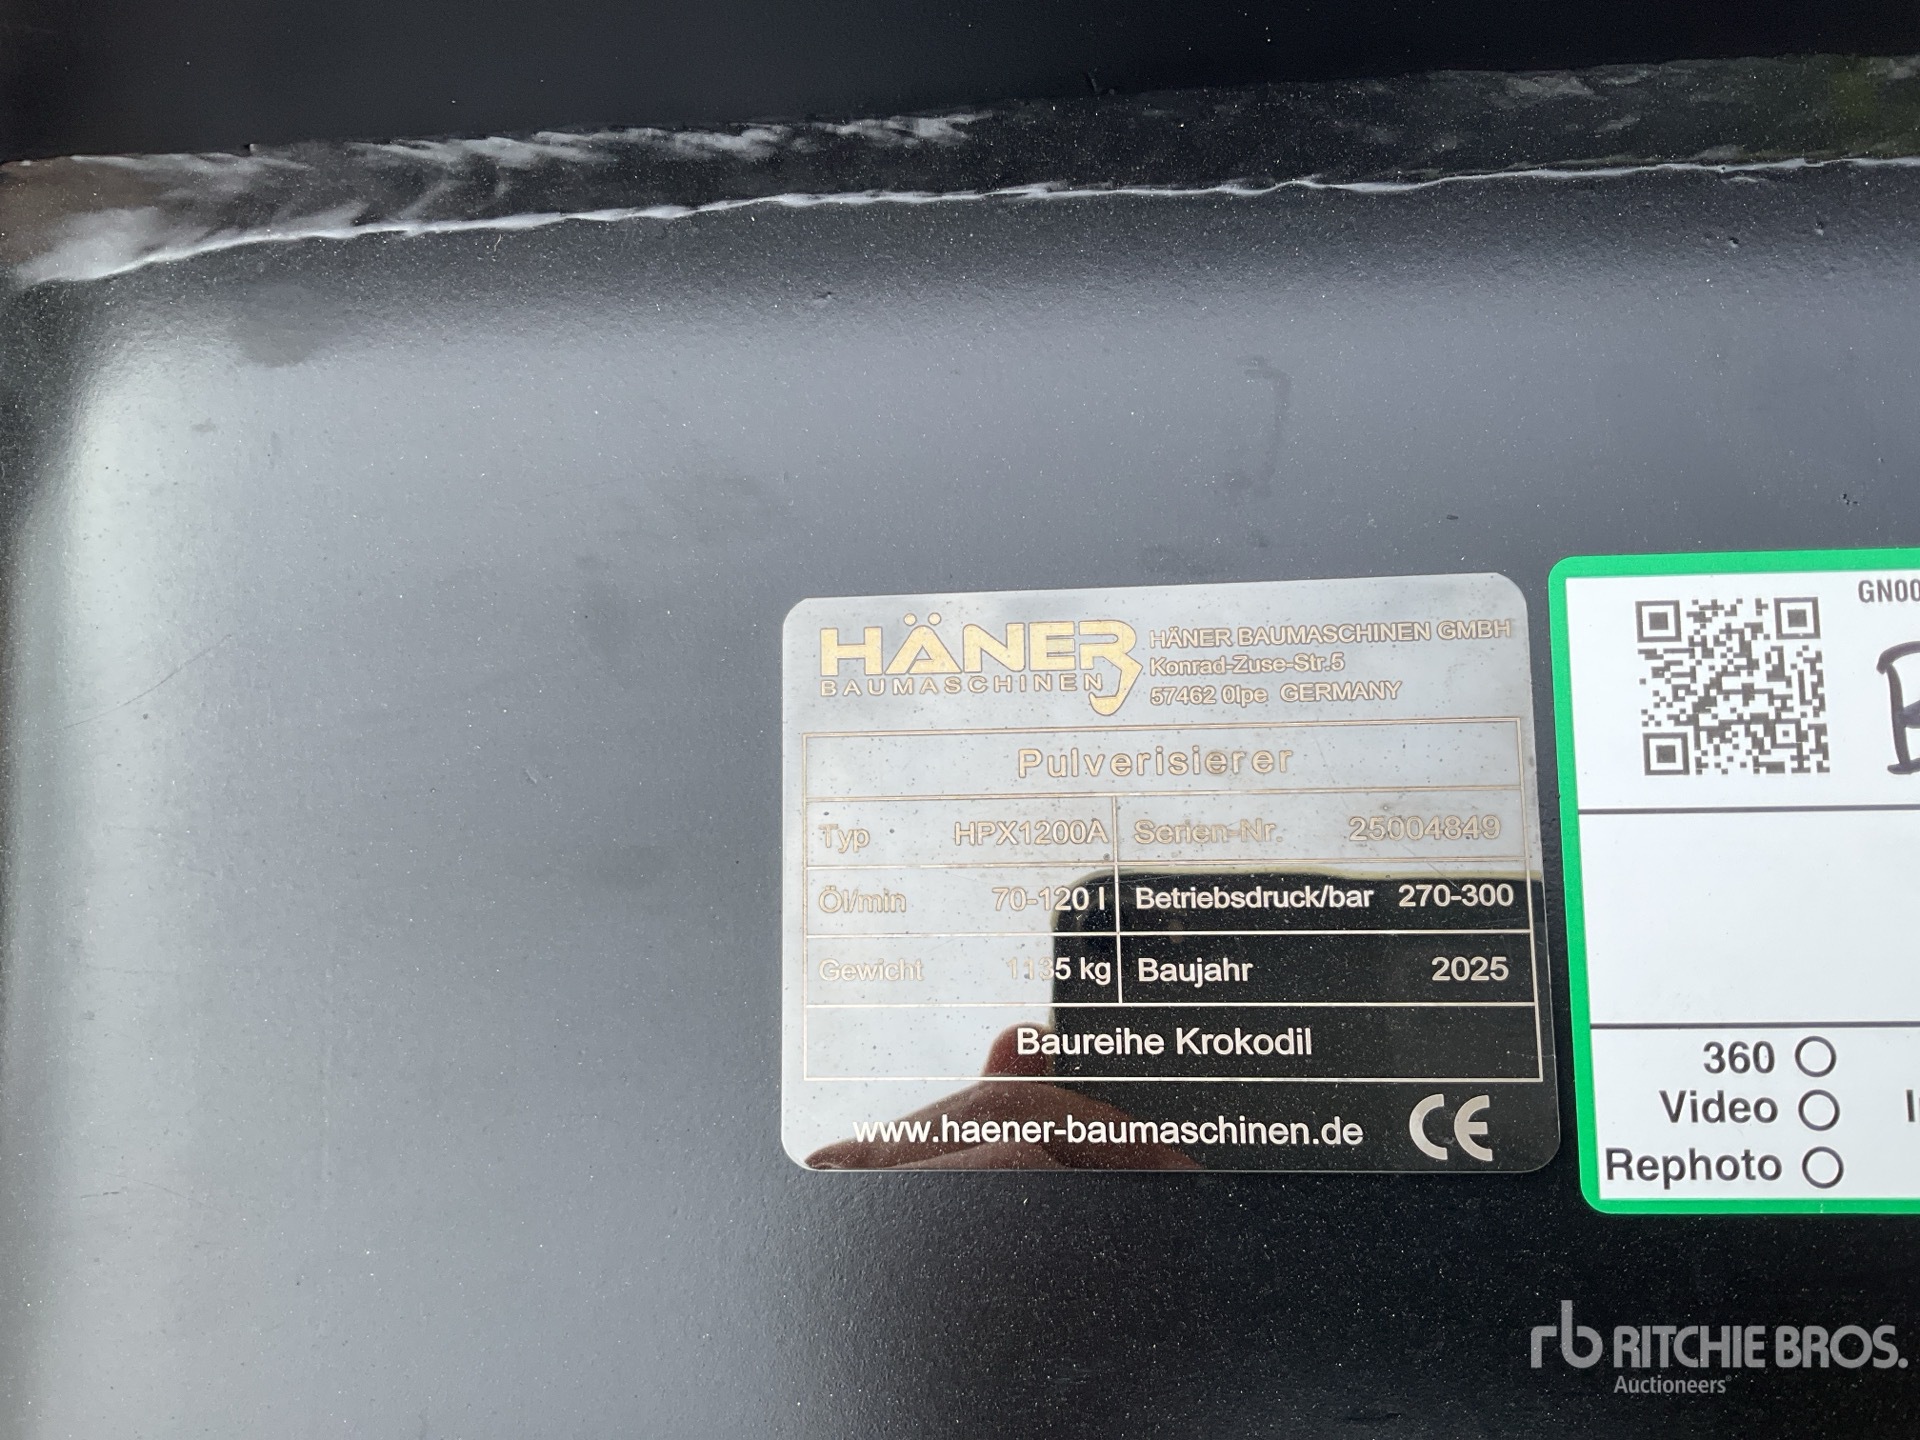 HÄNER
BAUMASCHINEN
HÄNER BAUMASCHINEN GMBH
Konrad-Zuse-Str.5
57462 Olpe GERMANY
Pulverisierer
Typ HPX1200A Serien-Nr. 25004849
Öl/min 70-120 l Betriebsdruck/bar 270-300
Gewicht 1135 kg Baujahr 2025
Baureihe Krokodil
www.haener-baumaschinen.de CE
GN00
360
Video
Rephoto
rb RITCHIE BROS.
Auctioneers